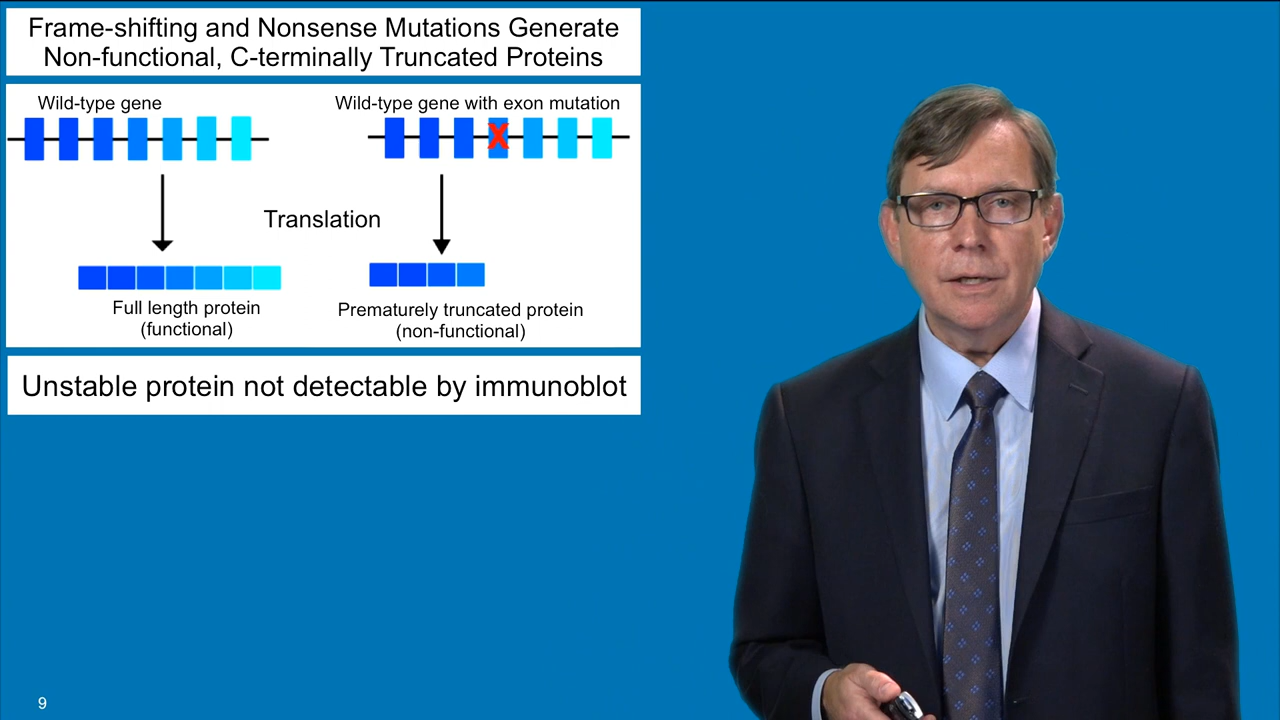 Frame-shifting and Nonsense Mutations Generate
Non-functional, C-terminally Truncated Proteins
Wild-type gene
Wild-type gene with exon mutation
X
Translation
Full length protein
(functional)
Prematurely truncated protein
(non-functional)
Unstable protein not detectable by immunoblot
9